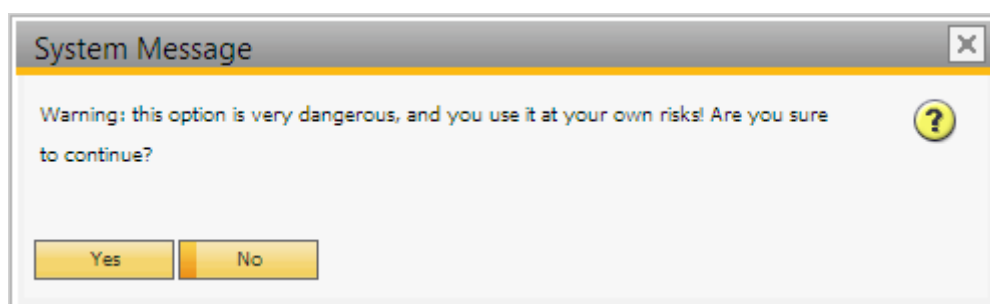 System Message
Warning: this option is very dangerous, and you use it at your own risks! Are you sure
to continue?
Yes No